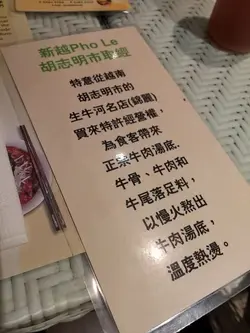 新越Pho Le
胡志明市取經
特意從越南
胡志明市的
生牛河名店(錦麗)
買來特許經營權,
為食客帶來
正宗牛肉湯底.
牛骨、牛肉和
牛尾落足料,
以慢火熬出
牛肉湯底,
溫度熱燙。